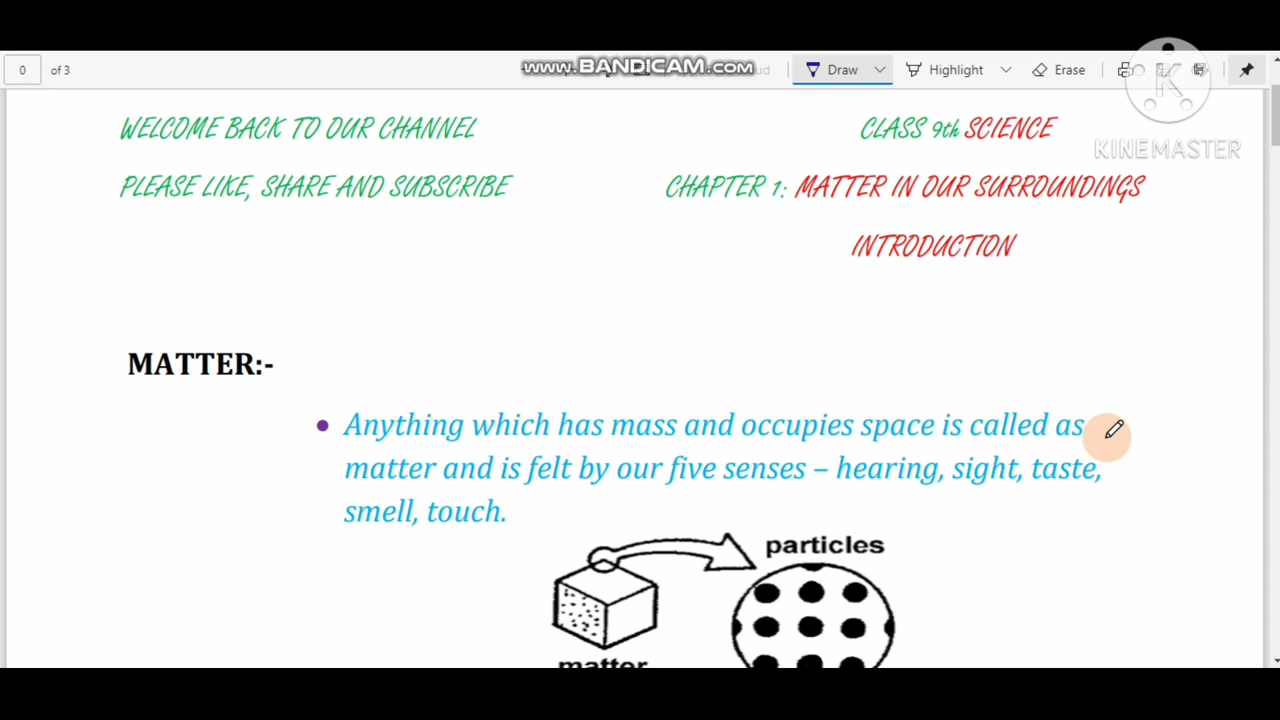 0 of 3
www.BANDICAM.com
Draw
Highlight
Erase
KINEMASTER
WELCOME BACK TO OUR CHANNEL
CLASS 9th SCIENCE
PLEASE LIKE, SHARE AND SUBSCRIBE
CHAPTER 1: MATTER IN OUR SURROUNDINGS
INTRODUCTION
MATTER:-
• Anything which has mass and occupies space is called as
matter and is felt by our five senses – hearing, sight, taste,
smell, touch.
particles
matter